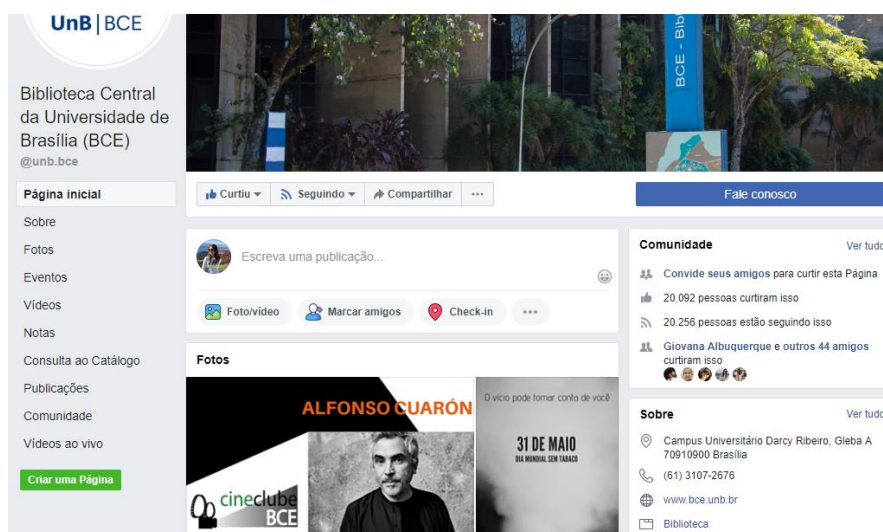 UnB | BCE
Biblioteca Central
da Universidade de
Brasília (BCE)
@unb.bce
Página inicial
Sobre
Fotos
Eventos
Vídeos
Notas
Consulta ao Catálogo
Publicações
Comunidade
Vídeos ao vivo
Criar uma Página
BCE - Bibl
Curtiu
Seguindo
Compartilhar
Fale conosco
Escreva uma publicação...
Foto/vídeo
Marcar amigos
Check-in
Fotos
ALFONSO CUARÓN
cineclube
BCE
O vício pode tomar conta de você
31 DE MAIO
DIA MUNDIAL SEM TABACO
Comunidade
Ver tudo
Convide seus amigos para curtir esta Página
20.092 pessoas curtiram isso
20.256 pessoas estão seguindo isso
Giovana Albuquerque e outros 44 amigos
curtiram isso
Sobre
Ver tudo
Campus Universitário Darcy Ribeiro, Gleba A
70910900 Brasília
(61) 3107-2676
www.bce.unb.br
Biblioteca